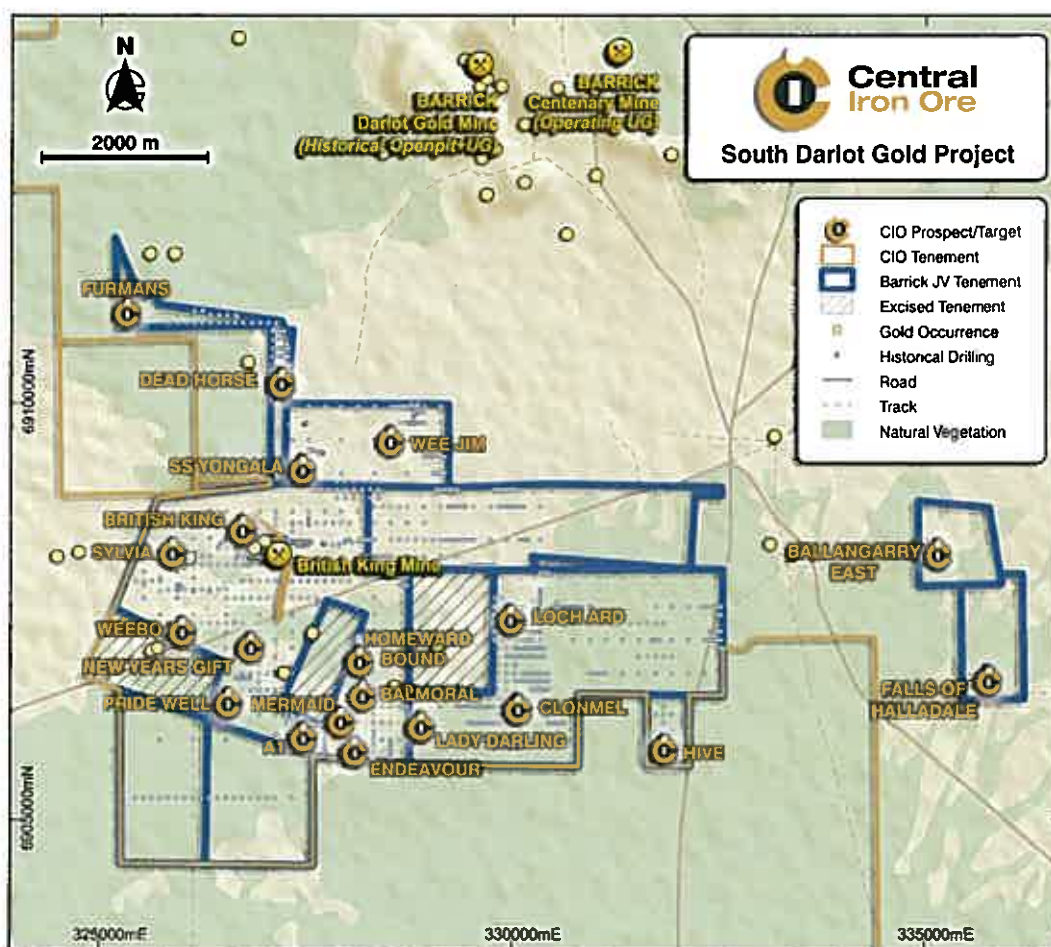 N
2000 m
BARRICK
Darlot Gold Mine
(Historical Openpit+UG)
BARRICK
Centenary Mine
(Operating UG)
Central
Iron Ore
South Darlot Gold Project
CIO Prospect/Target
CIO Tenement
Barrick JV Tenement
Excised Tenement
Gold Occurrence
Historical Drilling
Road
Track
Natural Vegetation
FURMANS
DEAD HORSE
WEE JIM
SS YONGALA
BRITISH KING
SYLVIA
British King Mine
BALLANGARRY
EAST
WEEBO
LOCH ARD
HOMEWARD
BOUND
NEW YEARS GIFT
PRIDE WELL
MERMAID
BALMORAL
CLONMEL
FALLS OF
HALLADALE
A1
LADY DARLING
ENDEAVOUR
HIVE
6910000mN
6905000mN
325000mE
330000mE
335000mE